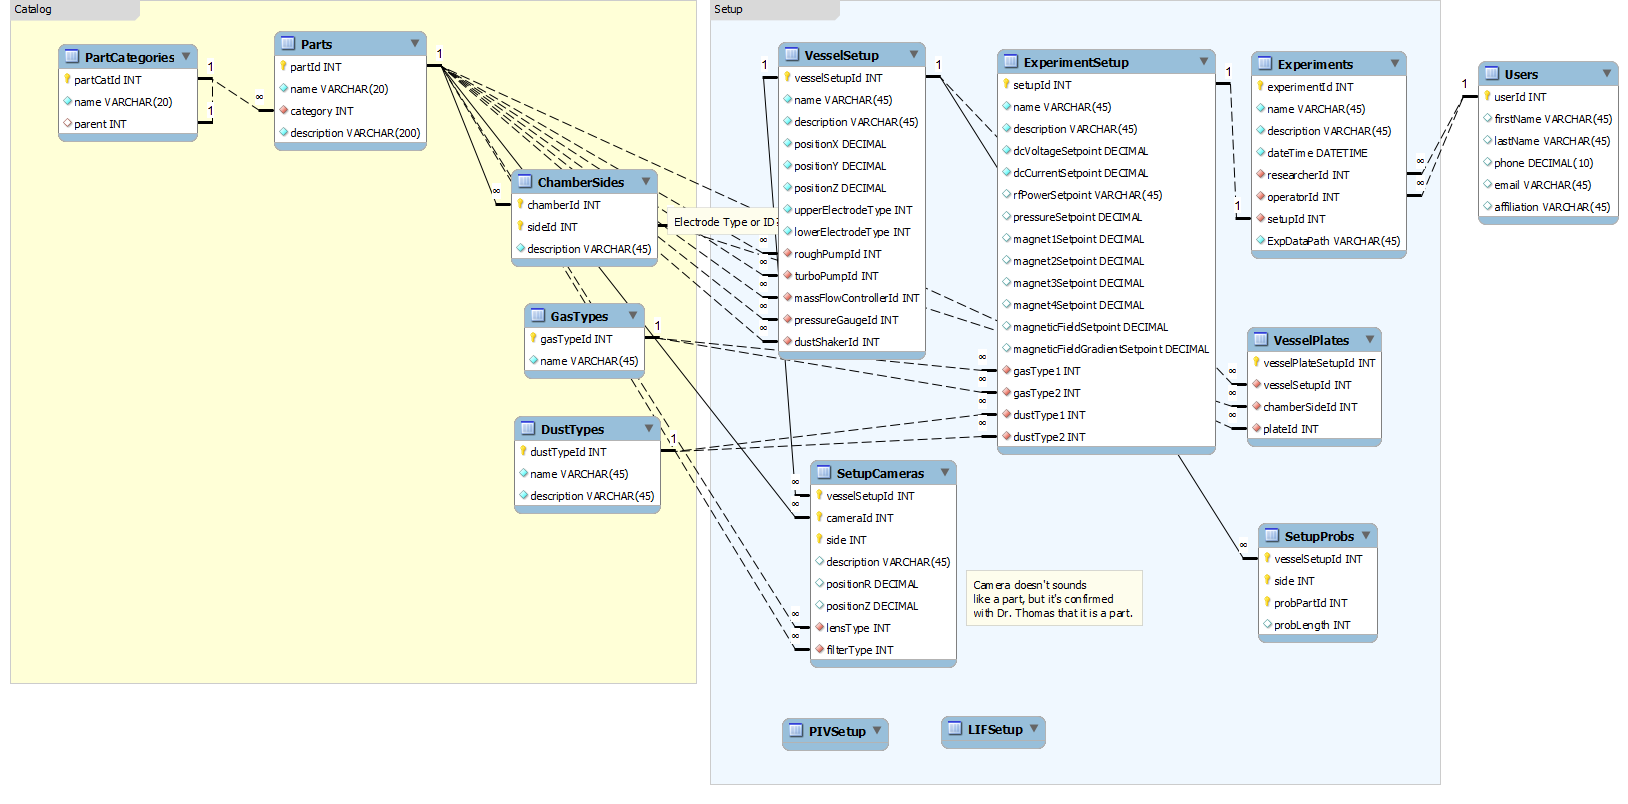 Catalog
PartCategories
partCatId INT
name VARCHAR(20)
parent INT
1
1
∞
Parts
partId INT
name VARCHAR(20)
category INT
description VARCHAR(200)
1
∞
ChamberSides
chamberId INT
sideId INT
description VARCHAR(45)
GasTypes
gasTypeId INT
name VARCHAR(45)
1
DustTypes
dustTypeId INT
name VARCHAR(45)
description VARCHAR(45)
1
Setup
Electrode Type or ID?
1
VesselSetup
vesselSetupId INT
name VARCHAR(45)
description VARCHAR(45)
positionX DECIMAL
positionY DECIMAL
positionZ DECIMAL
upperElectrodeType INT
lowerElectrodeType INT
roughPumpId INT
turboPumpId INT
massFlowControllerId INT
pressureGaugeId INT
dustShakerId INT
∞
∞
∞
∞
∞
1
ExperimentSetup
setupId INT
name VARCHAR(45)
description VARCHAR(45)
dcVoltageSetpoint DECIMAL
dcCurrentSetpoint DECIMAL
rfPowerSetpoint VARCHAR(45)
pressureSetpoint DECIMAL
magnet1Setpoint DECIMAL
magnet2Setpoint DECIMAL
magnet3Setpoint DECIMAL
magnet4Setpoint DECIMAL
magneticFieldSetpoint DECIMAL
magneticFieldGradientSetpoint DECIMAL
gasType1 INT
gasType2 INT
dustType1 INT
dustType2 INT
∞
∞
∞
∞
1
1
Experiments
experimentId INT
name VARCHAR(45)
description VARCHAR(45)
dateTime DATETIME
researcherId INT
operatorId INT
setupId INT
ExpDataPath VARCHAR(45)
∞
∞
1
Users
userId INT
firstName VARCHAR(45)
lastName VARCHAR(45)
phone DECIMAL(10)
email VARCHAR(45)
affiliation VARCHAR(45)
VesselPlates
vesselPlateSetupId INT
vesselSetupId INT
chamberSideId INT
plateId INT
∞
∞
∞
SetupCameras
vesselSetupId INT
cameraId INT
side INT
description VARCHAR(45)
positionR DECIMAL
positionZ DECIMAL
lensType INT
filterType INT
∞
∞
∞
∞
Camera doesn't sounds
like a part, but it's confirmed
with Dr. Thomas that it is a part.
∞
SetupProbs
vesselSetupId INT
side INT
probPartId INT
probLength INT
PIVSetup
LIFSetup